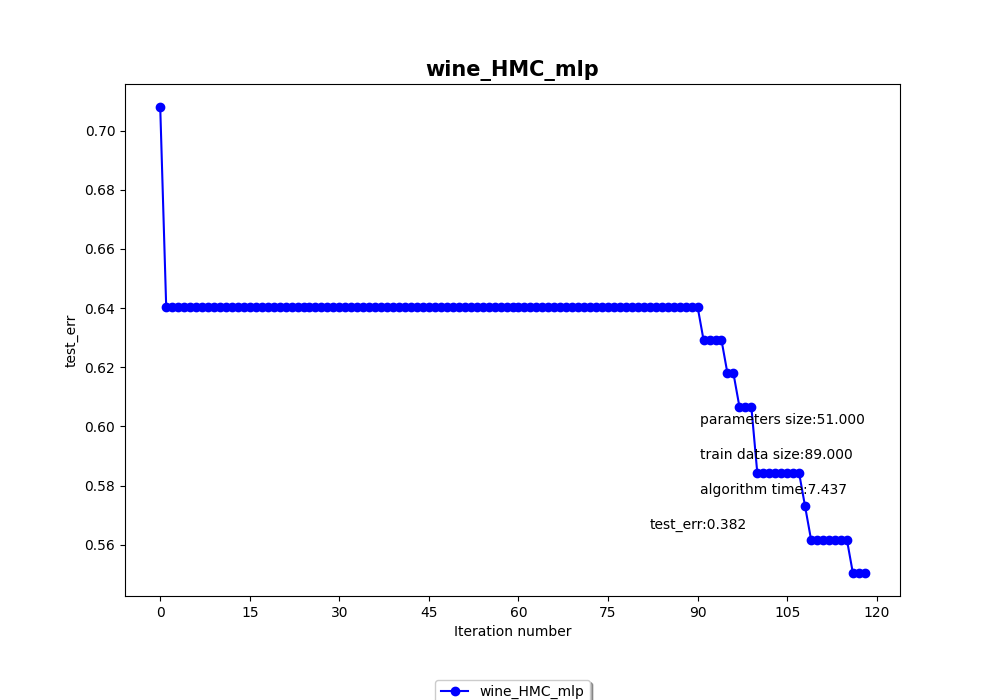 wine_HMC_mlp
test_err
0.70
0.68
0.66
0.64
0.62
0.60
0.58
0.56
parameters size:51.000
train data size:89.000
algorithm time:7.437
test_err:0.382
0 15 30 45 60 75 90 105 120
Iteration number
wine_HMC_mlp